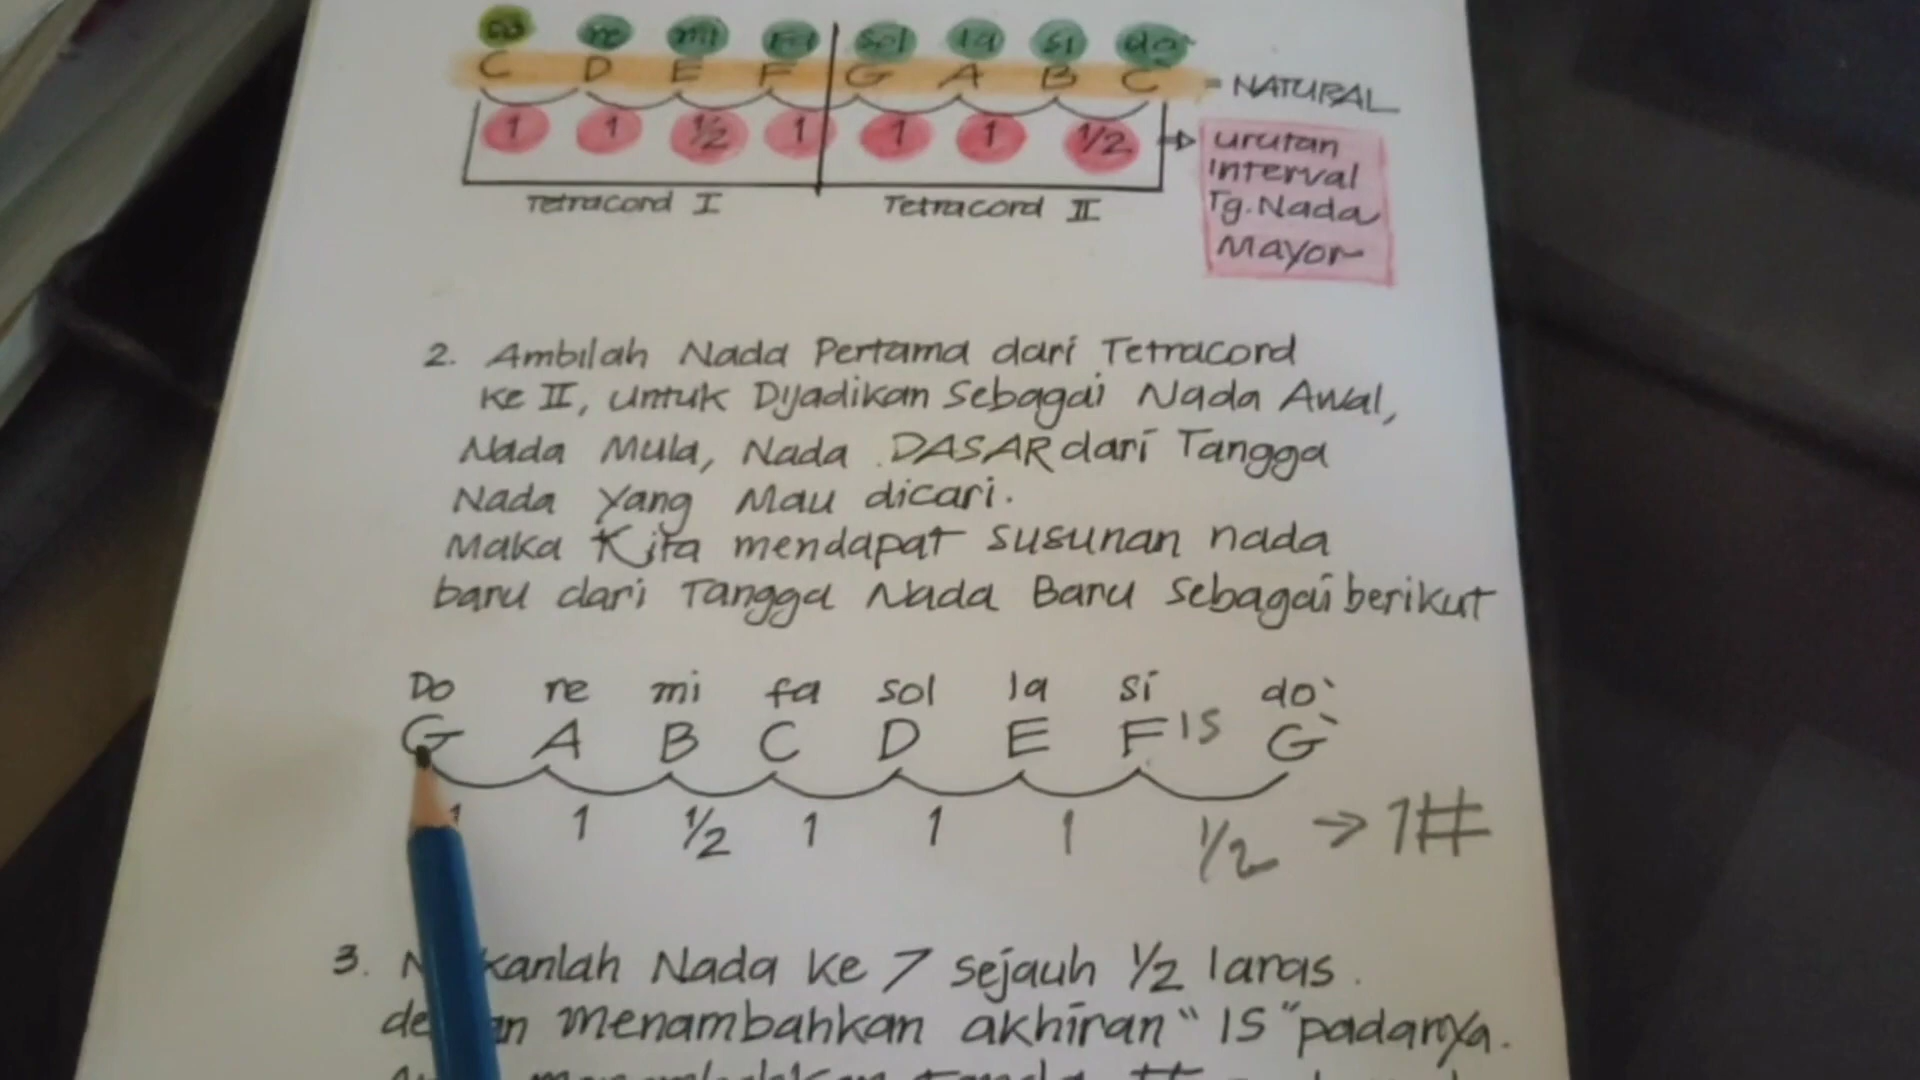 do re mi Fa sol la si do'
C D E F G A B C = NATURAL
1 1 1/2 1 1 1 1/2
Tetracord I Tetracord II
urutan
Interval
Tg. Nada
Mayor
2. Ambilah Nada Pertama dari Tetracord
Ke II, untuk Dijadikan Sebagai Nada Awal,
Nada Mula, Nada DASAR dari Tangga
Nada Yang Mau dicari.
Maka Kita mendapat susunan nada
baru dari Tangga Nada Baru Sebagai berikut
Do re mi fa sol la si do'
G A B C D E FIS G'
1 1 1/2 1 1 1 1/2 → 1#
3. kanlah Nada Ke 7 sejauh 1/2 laras.
menambahkan akhiran "IS" padanya.